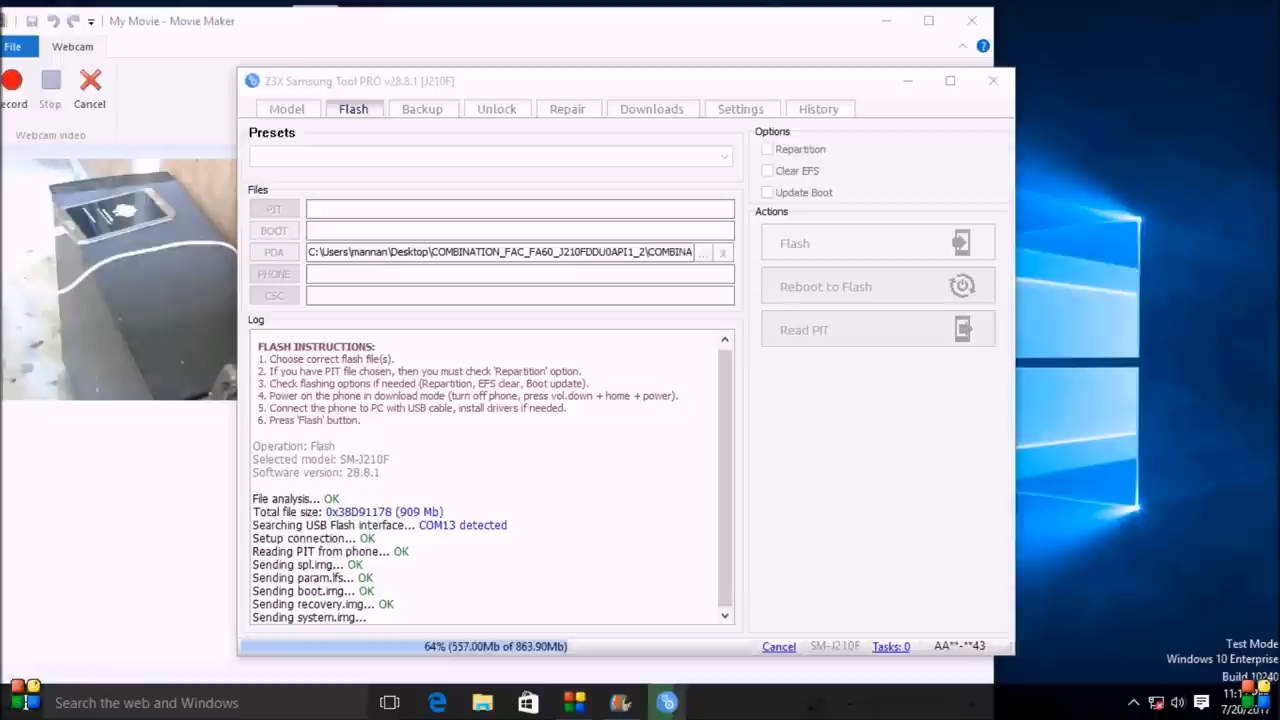 My Movie - Movie Maker
File
Webcam
ecord
Stop
Cancel
Webcam video
Z3X Samsung Tool PRO v28.8.1 [J210F]
Model
Flash
Backup
Unlock
Repair
Downloads
Settings
History
Presets
Files
PIT
BOOT
PDA
C:\Users\mannan\Desktop\COMBINATION_FAC_FA60_J210FDDU0API1_2\COMBINA
...
x
PHONE
CSC
Log
FLASH INSTRUCTIONS:
1. Choose correct flash file(s).
2. If you have PIT file chosen, then you must check 'Repartition' option.
3. Check flashing options if needed (Repartition, EFS clear, Boot update).
4. Power on the phone in download mode (turn off phone, press vol.down + home + power).
5. Connect the phone to PC with USB cable, install drivers if needed.
6. Press 'Flash' button.
Operation: Flash
Selected model: SM-J210F
Software version: 28.8.1
File analysis... OK
Total file size: 0x38D91178 (909 Mb)
Searching USB Flash interface... COM13 detected
Setup connection... OK
Reading PIT from phone... OK
Sending spl.img... OK
Sending param.lfs... OK
Sending boot.img... OK
Sending recovery.img... OK
Sending system.img...
64% (557.00Mb of 863.90Mb)
Cancel
SM-J210F
Tasks: 0
AA**-**43
Options
Repartition
Clear EFS
Update Boot
Actions
Flash
Reboot to Flash
Read PIT
Test Mode
Windows 10 Enterprise
Build 10240
Search the web and Windows